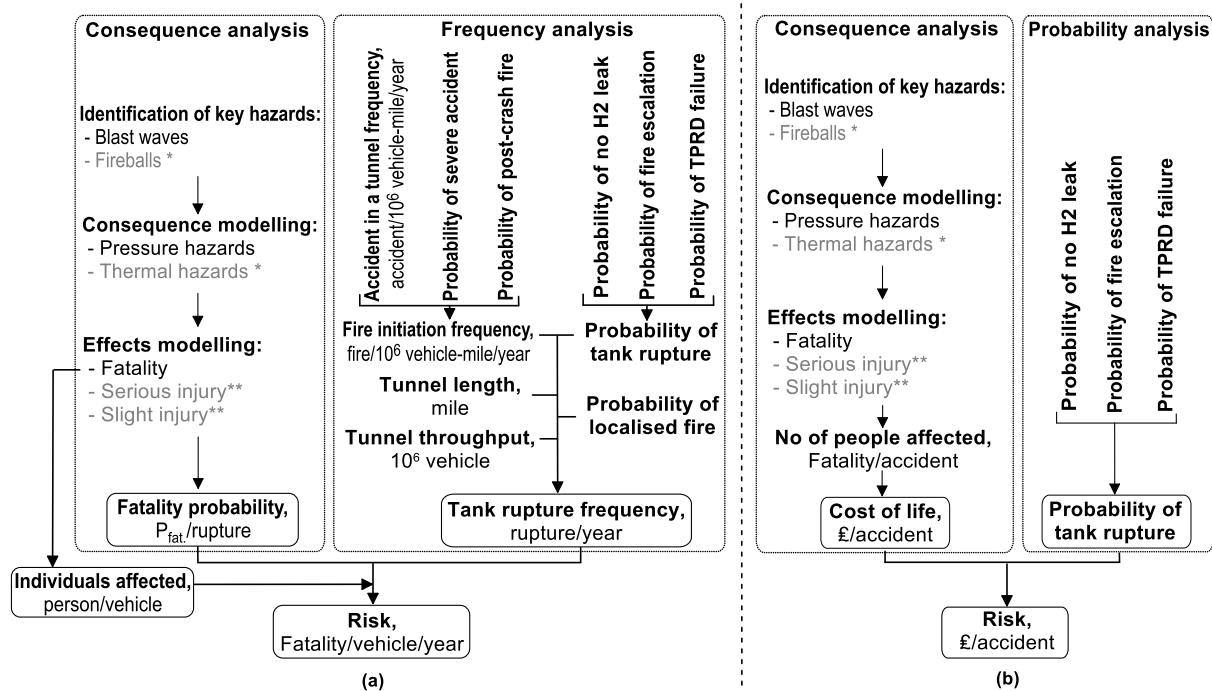 Consequence analysis
Identification of key hazards:
- Blast waves
- Fireballs *
Consequence modelling:
- Pressure hazards
- Thermal hazards *
Effects modelling:
- Fatality
- Serious injury**
- Slight injury**
Fatality probability,
Pfat./rupture
Individuals affected,
person/vehicle
Frequency analysis
Accident in a tunnel frequency,
accident/10⁶ vehicle-mile/year
Probability of severe accident
Probability of post-crash fire
Probability of no H2 leak
Probability of fire escalation
Probability of TPRD failure
Fire initiation frequency,
fire/10⁶ vehicle-mile/year
Probability of
tank rupture
Tunnel length,
mile
Probability of
localised fire
Tunnel throughput,
10⁶ vehicle
Tank rupture frequency,
rupture/year
Risk,
Fatality/vehicle/year
(a)
Consequence analysis
Identification of key hazards:
- Blast waves
- Fireballs *
Consequence modelling:
- Pressure hazards
- Thermal hazards *
Effects modelling:
- Fatality
- Serious injury**
- Slight injury**
No of people affected,
Fatality/accident
Cost of life,
₤/accident
Probability analysis
Probability of no H2 leak
Probability of fire escalation
Probability of TPRD failure
Probability of
tank rupture
Risk,
₤/accident
(b)